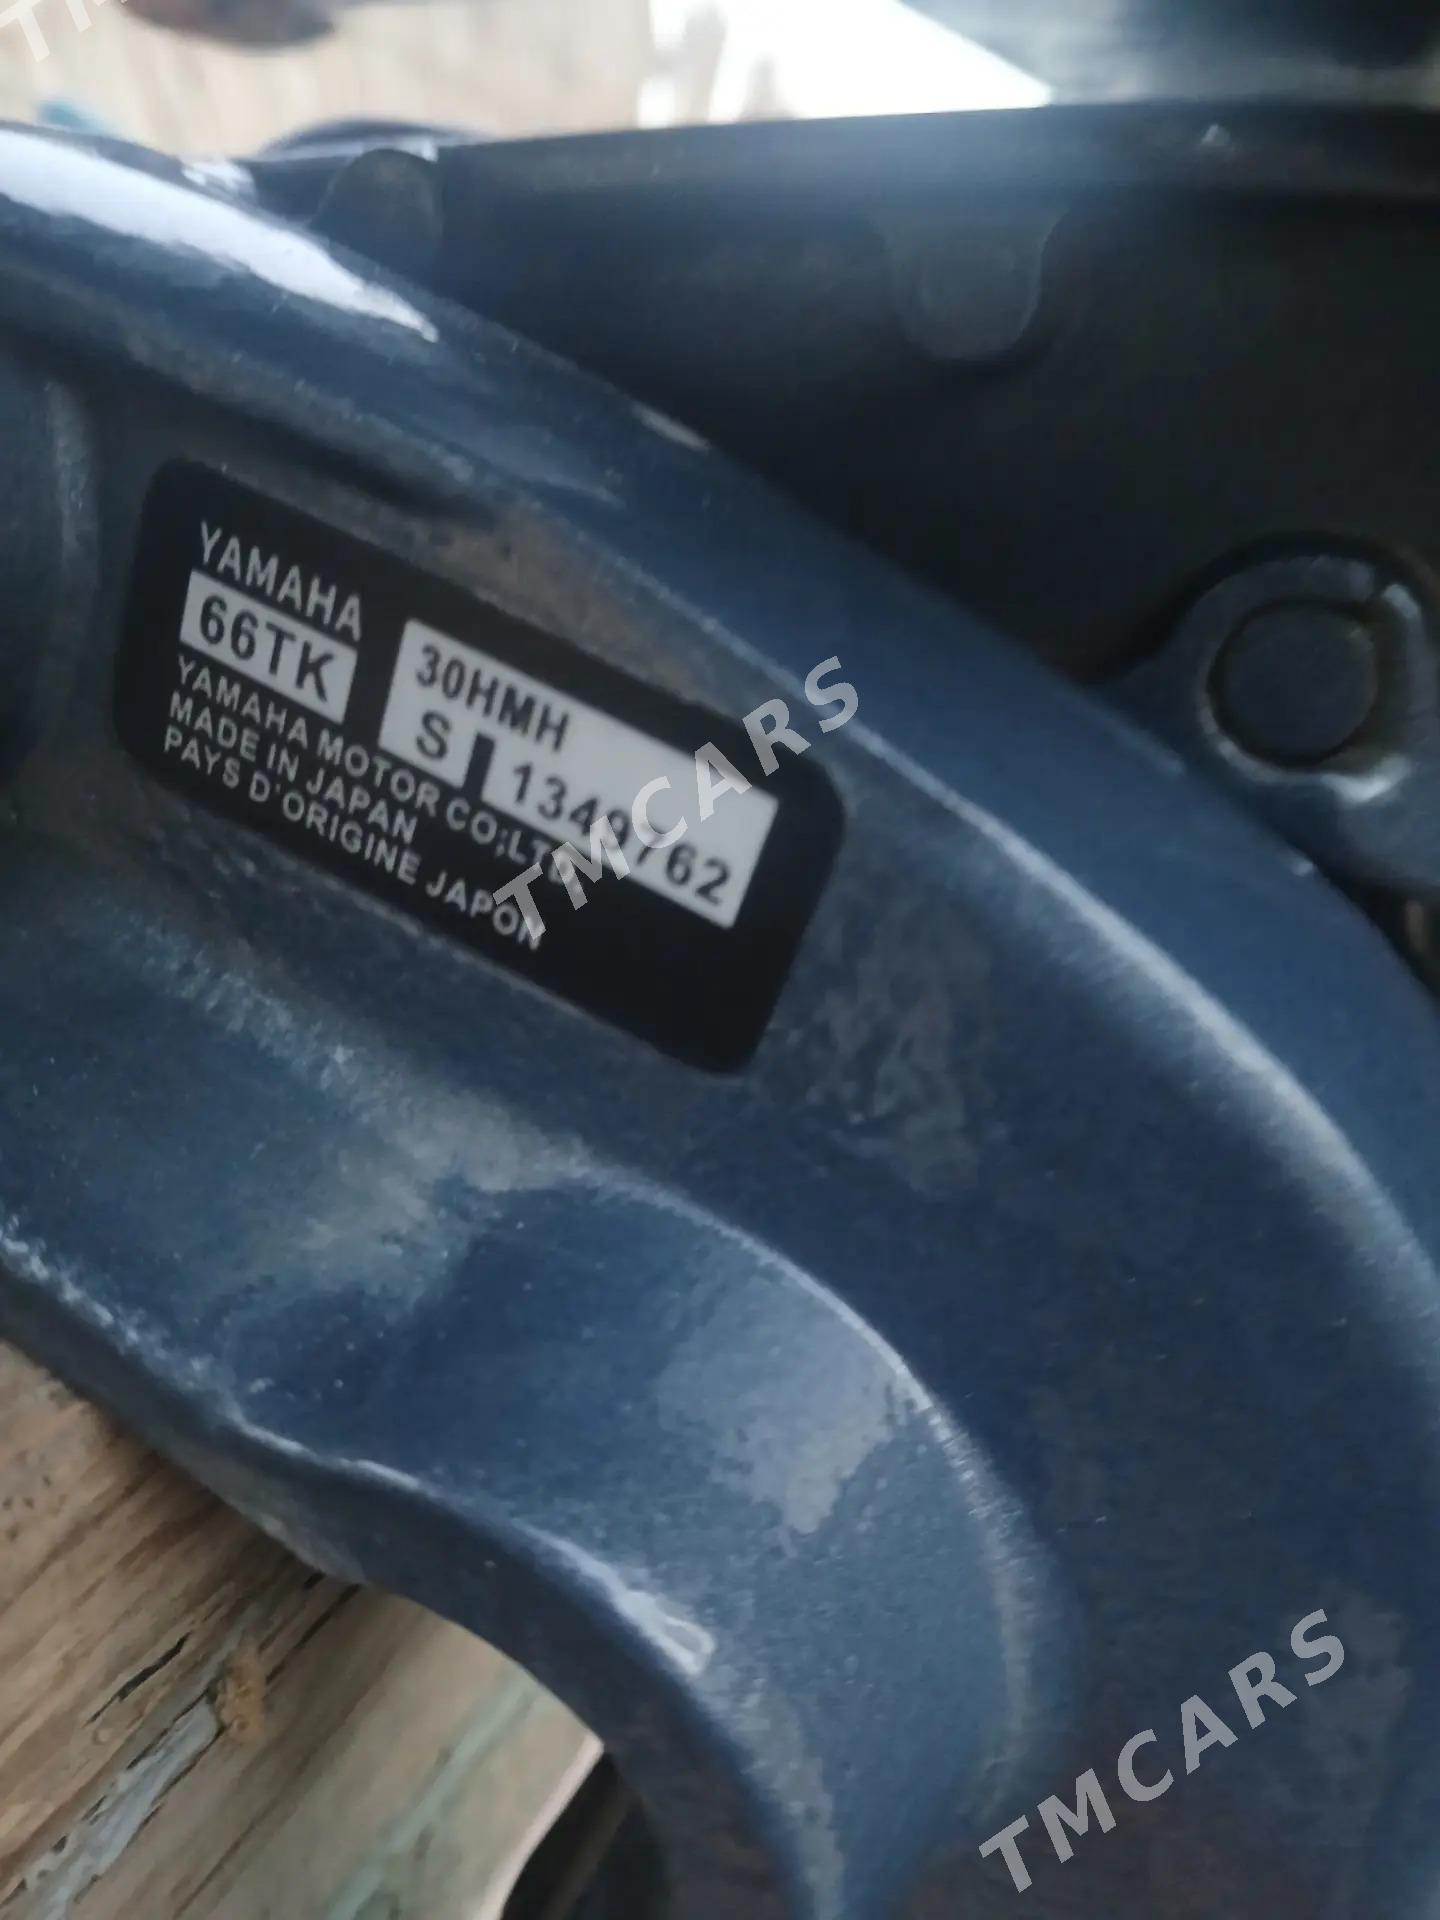 YAMAHA
66TK
30HMH
S 1349762
YAMAHA MOTOR CO;LTD
MADE IN JAPAN
PAYS D'ORIGINE JAPON
TMCARS
TMCARS